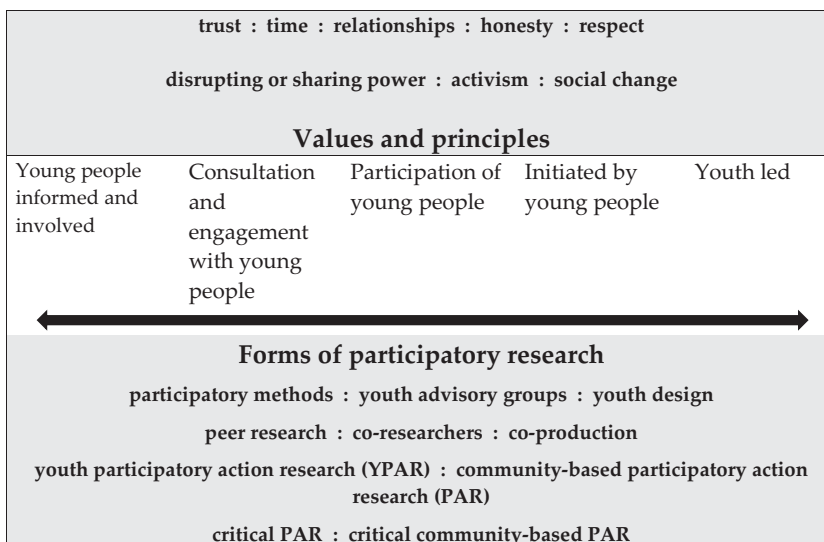 trust : time : relationships : honesty : respect
disrupting or sharing power : activism : social change
Values and principles
Young people
informed and
involved
Consultation
and
engagement
with young
people
Participation of
young people
Initiated by
young people
Youth led
Forms of participatory research
participatory methods : youth advisory groups : youth design
peer research : co-researchers : co-production
youth participatory action research (YPAR) : community-based participatory action
research (PAR)
critical PAR : critical community-based PAR